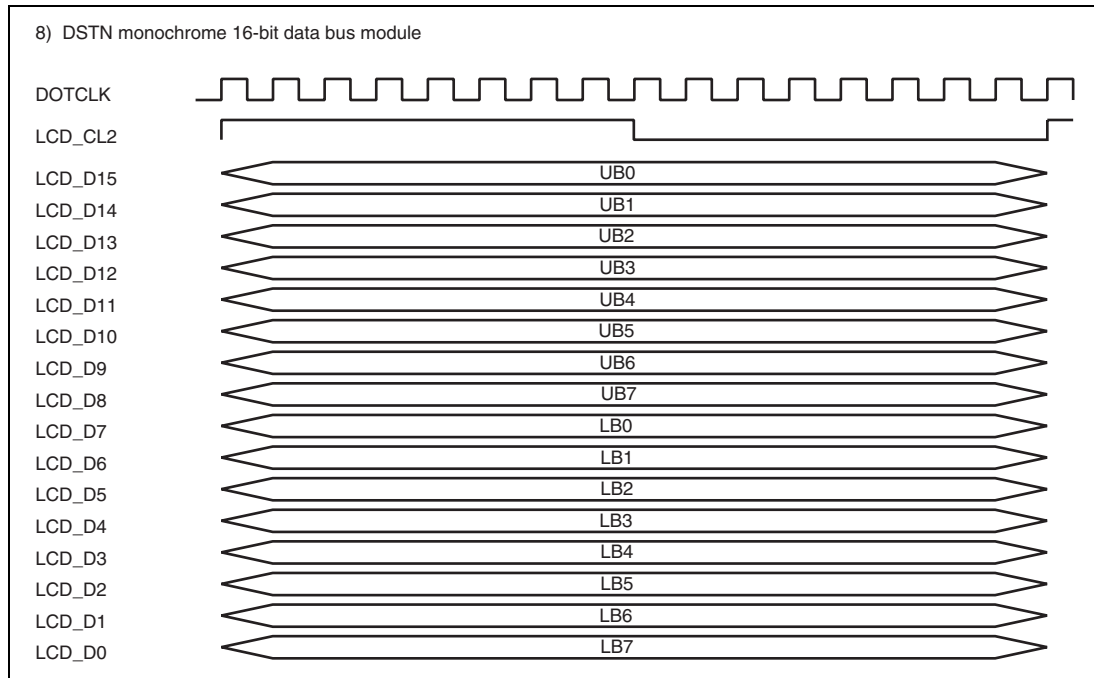 8) DSTN monochrome 16-bit data bus module
DOTCLK
LCD_CL2
LCD_D15 UB0
LCD_D14 UB1
LCD_D13 UB2
LCD_D12 UB3
LCD_D11 UB4
LCD_D10 UB5
LCD_D9 UB6
LCD_D8 UB7
LCD_D7 LB0
LCD_D6 LB1
LCD_D5 LB2
LCD_D4 LB3
LCD_D3 LB4
LCD_D2 LB5
LCD_D1 LB6
LCD_D0 LB7